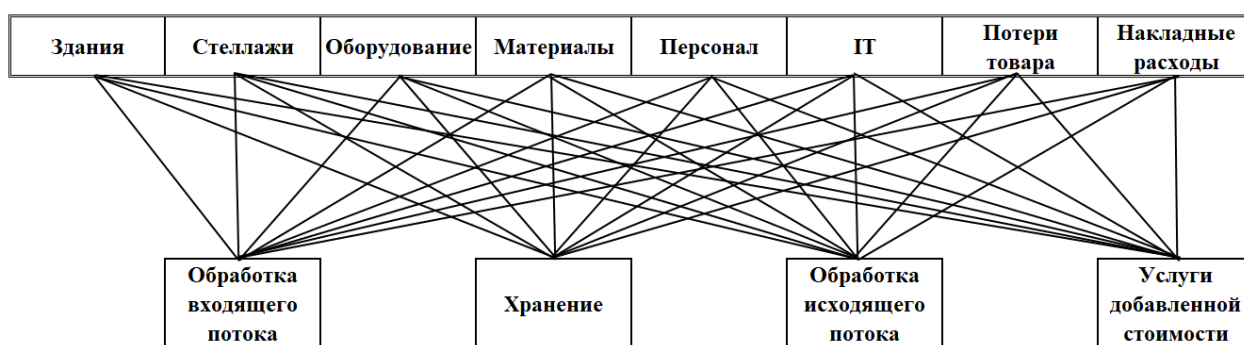 Здания
Стеллажи
Оборудование
Материалы
Персонал
IT
Потери
товара
Накладные
расходы
Обработка
входящего
потока
Хранение
Обработка
исходящего
потока
Услуги
добавленной
стоимости